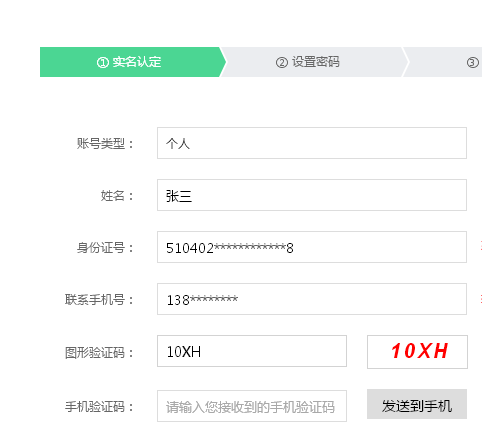 ① 实名认定 ② 设置密码 ③
账号类型： 个人
姓名： 张三
身份证号： 510402************8
联系手机号： 138********
图形验证码： 10XH 10XH
手机验证码： 请输入您接收到的手机验证码 发送到手机